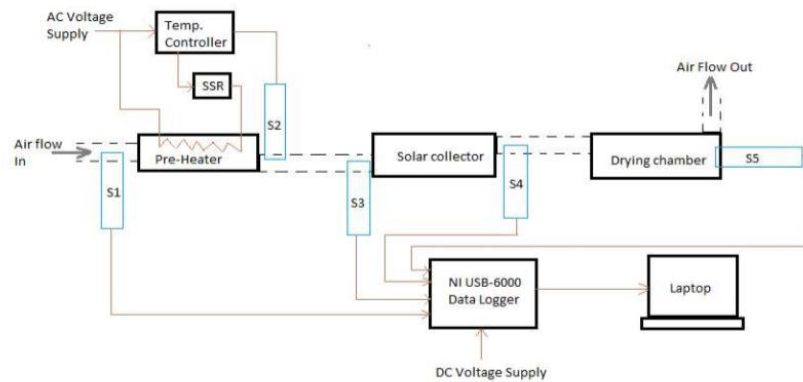 AC Voltage
Supply
Temp.
Controller
SSR
S2
Air Flow Out
Air flow
In
Pre-Heater
Solar collector
Drying chamber
S5
S1
S3
S4
NI USB-6000
Data Logger
Laptop
DC Voltage Supply